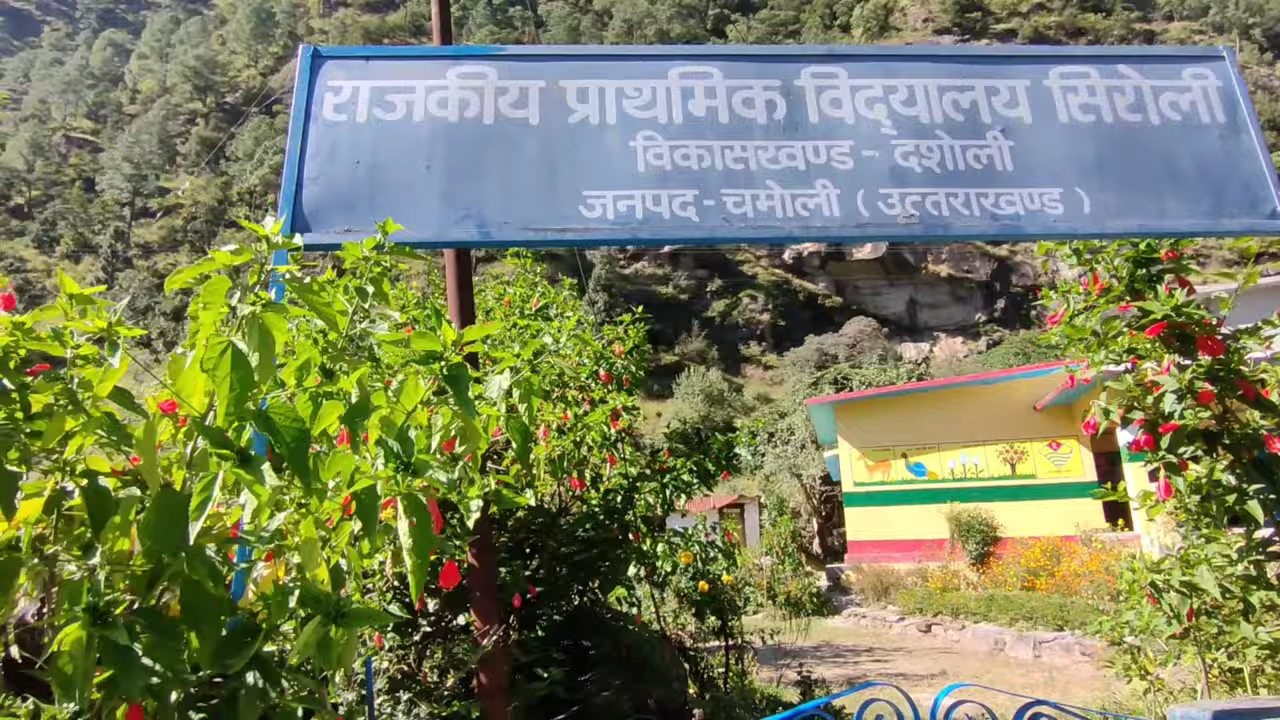 राजकीय प्राथमिक विद्यालय सिरोली
विकासखण्ड - दशोली
जनपद - चमोली ( उत्तराखण्ड )